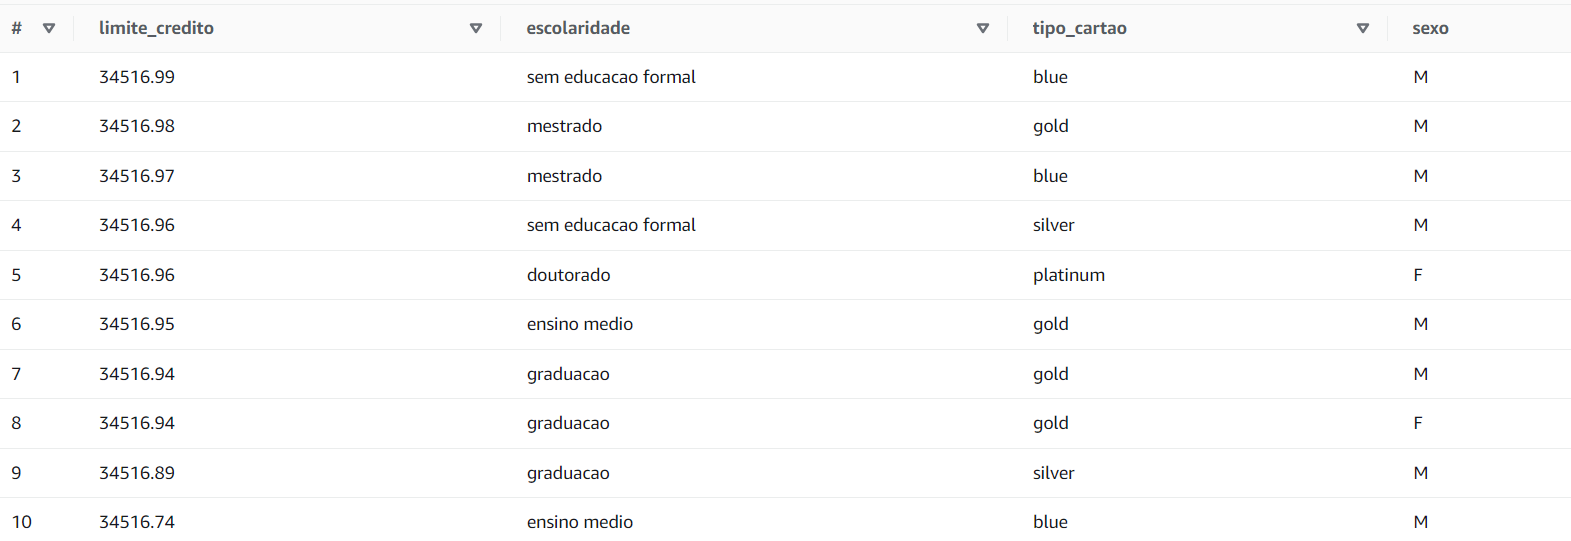 # limite_credito escolaridade tipo_cartao sexo
1 34516.99 sem educacao formal blue M
2 34516.98 mestrado gold M
3 34516.97 mestrado blue M
4 34516.96 sem educacao formal silver M
5 34516.96 doutorado platinum F
6 34516.95 ensino medio gold M
7 34516.94 graduacao gold M
8 34516.94 graduacao gold F
9 34516.89 graduacao silver M
10 34516.74 ensino medio blue M